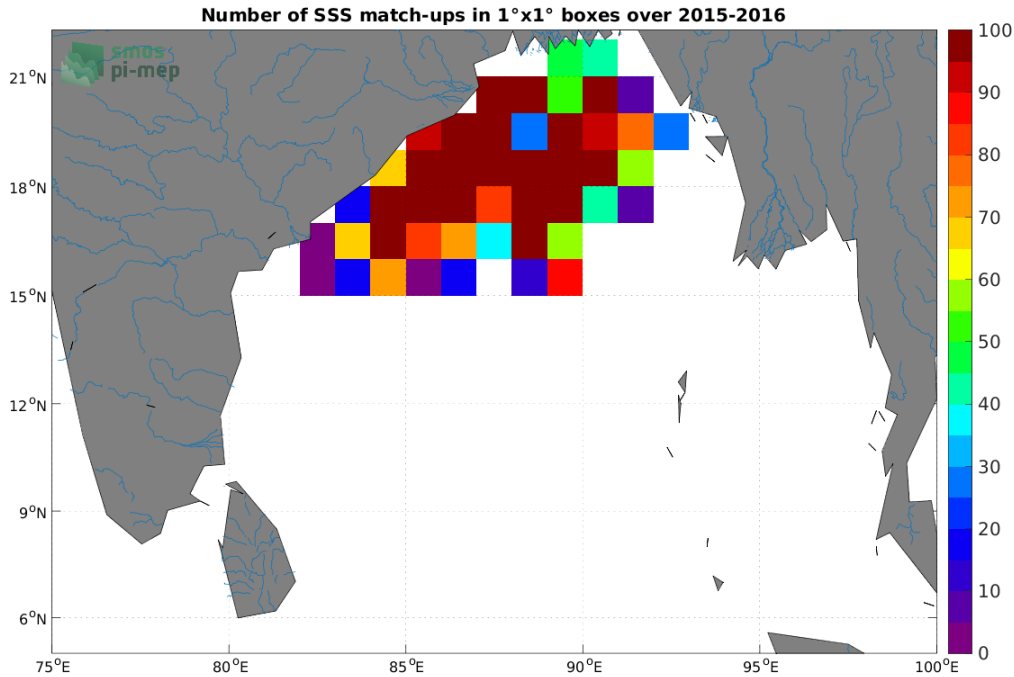 Number of SSS match-ups in 1°x1° boxes over 2015-2016
smos
pi-mep
21°N
18°N
15°N
12°N
9°N
6°N
75°E
80°E
85°E
90°E
95°E
100°E
100
90
80
70
60
50
40
30
20
10
0